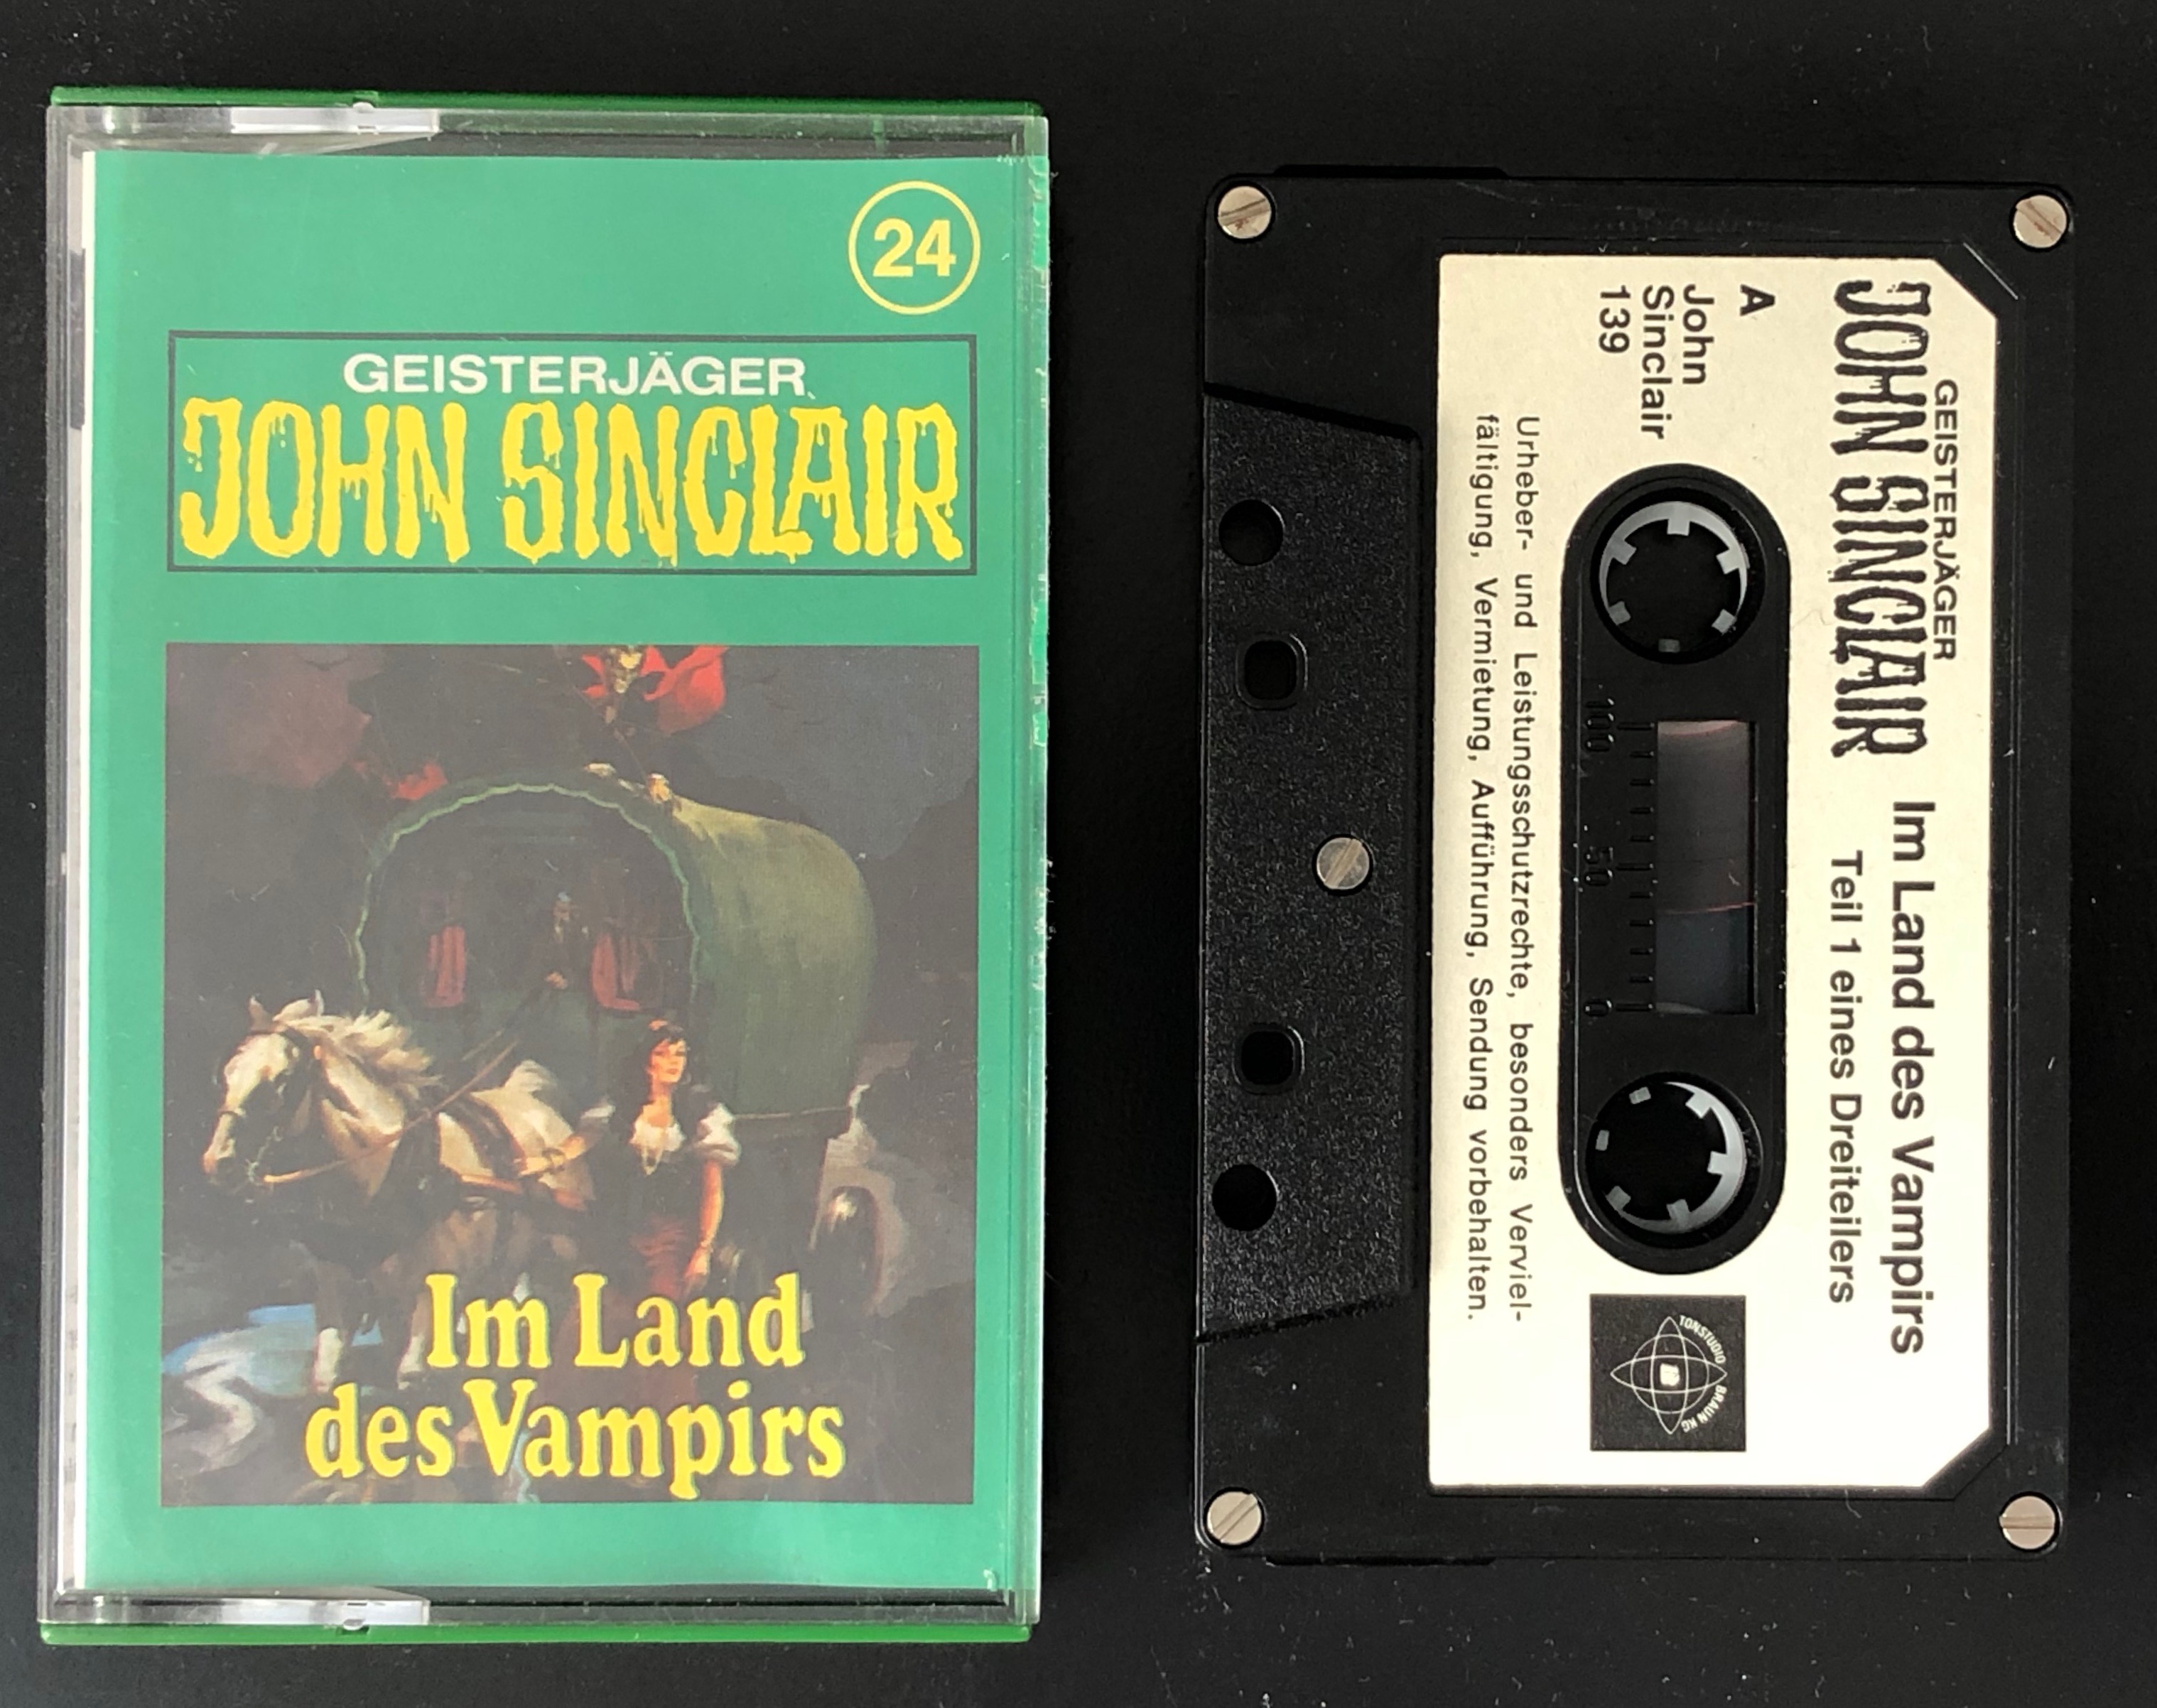 24
GEISTERJÄGER
JOHN SINCLAIR
Im Land
des Vampirs
GEISTERJÄGER
JOHN SINCLAIR
Im Land des Vampirs
Teil 1 eines Dreiteilers
A
John
Sinclair
139
100 50 0
TONSTUDIO BRAUN KG
B
Urheber- und Leistungsschutzrechte, besonders Verviel-
fältigung, Vermietung, Aufführung, Sendung vorbehalten.